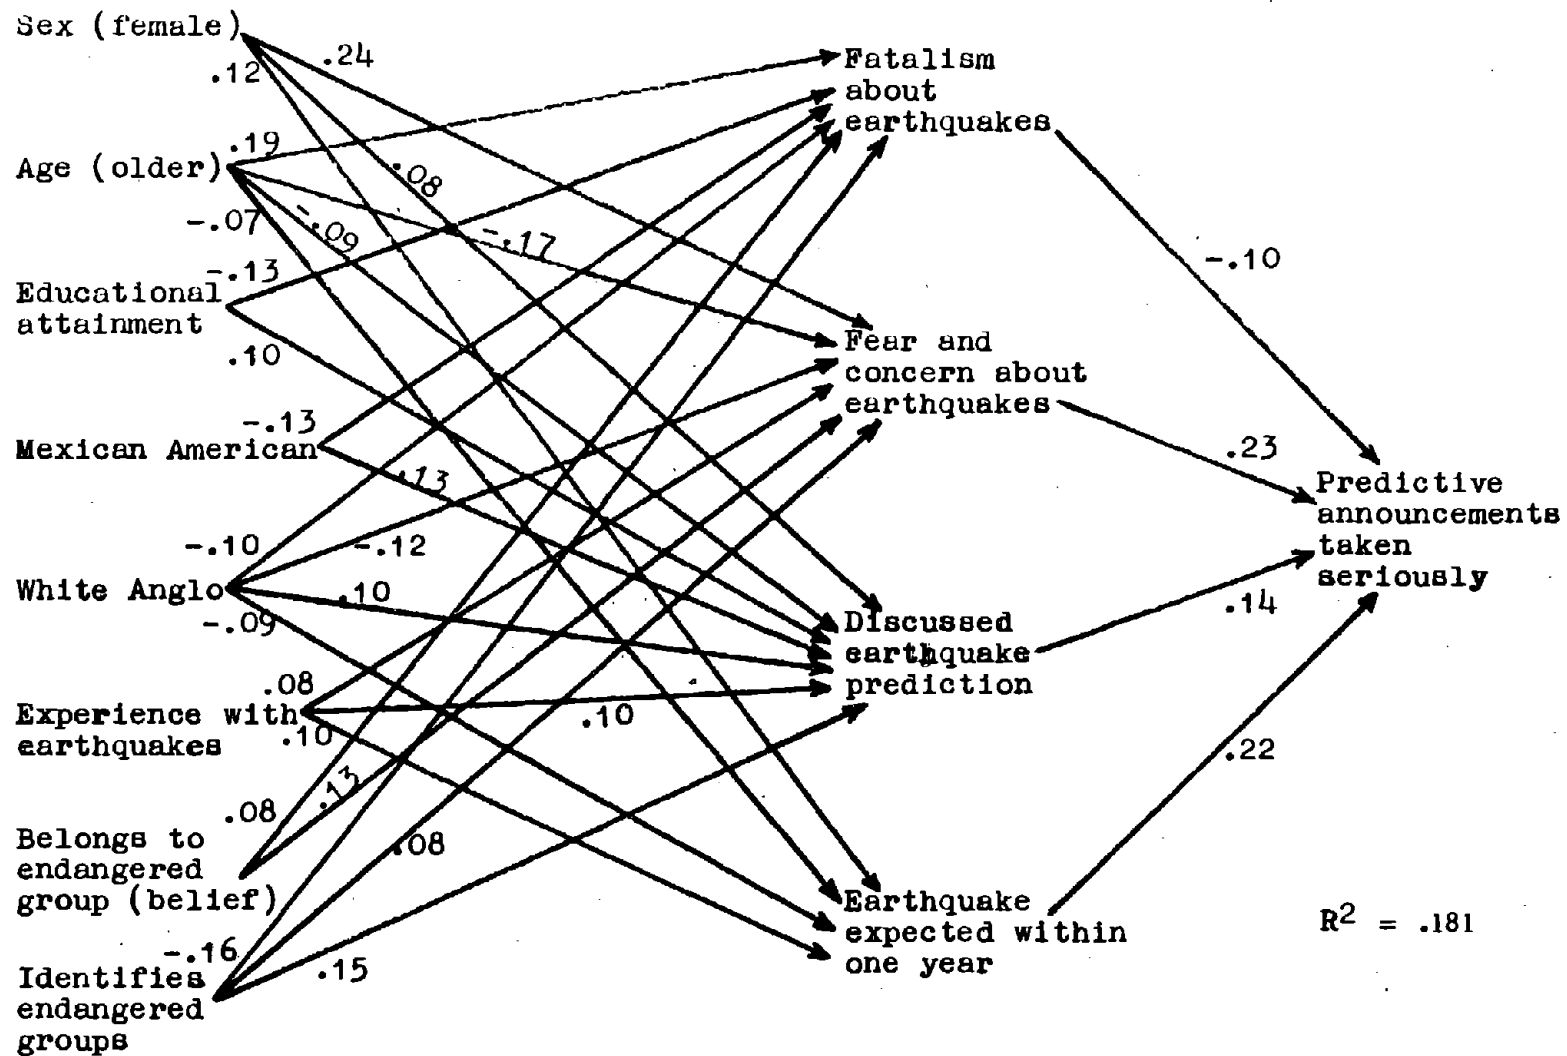 Sex (female)
.24
.12
.19
Age (older)
.08
-.07
-.09
-.17
-.13
Educational
attainment
.10
-.13
Mexican American
.13
-.10
-.12
White Anglo
.10
-.09
.08
Experience with
earthquakes
.10
.10
.08
.13
Belongs to
endangered
group (belief)
.08
-.16
Identifies
endangered
groups
.15
Fatalism
about
earthquakes
Fear and
concern about
earthquakes
Discussed
earthquake
prediction
Earthquake
expected within
one year
-.10
.23
.14
.22
Predictive
announcements
taken
seriously
R² = .181